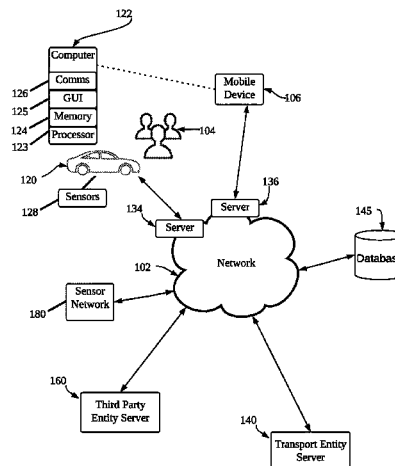 122
Computer
Comms
GUI
Memory
Processor
126
125
124
123
Mobile
Device
106
104
120
Sensors
128
134
Server
Server
136
102
Network
145
Databas
Sensor
Network
180
160
Third Party
Entity Server
140
Transport Entity
Server